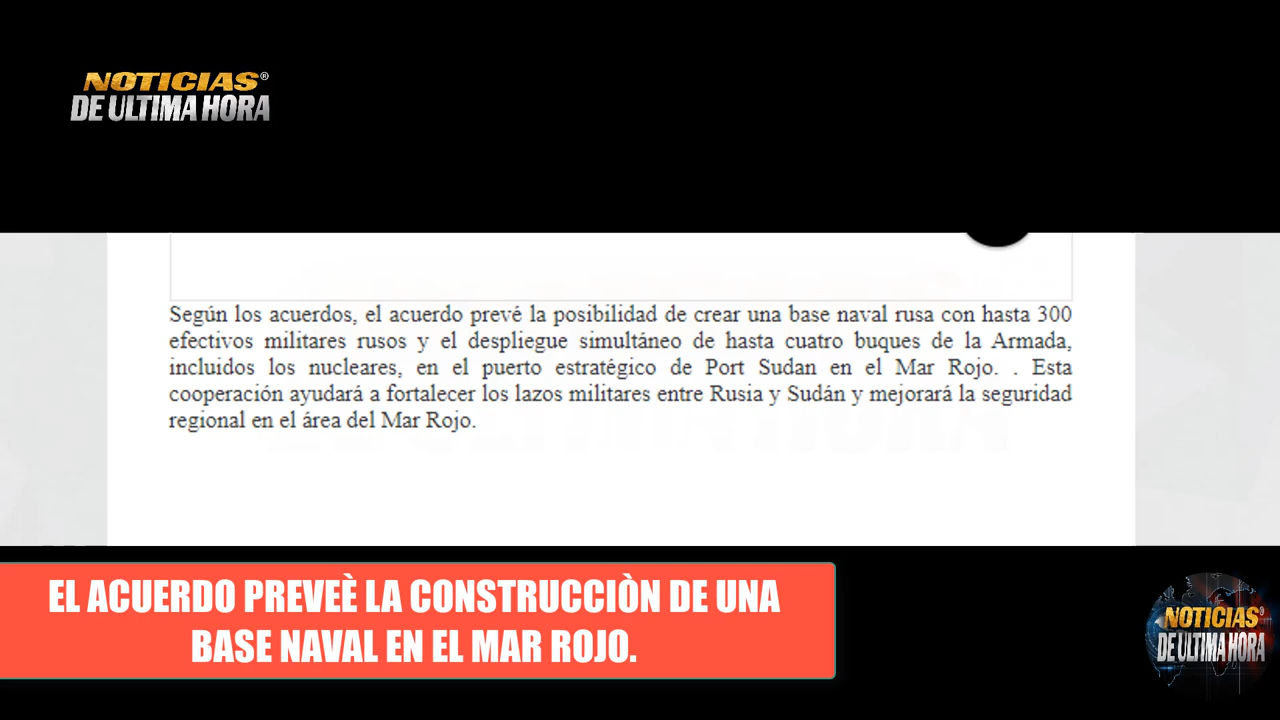 NOTICIAS®
DE ULTIMA HORA
Según los acuerdos, el acuerdo prevé la posibilidad de crear una base naval rusa con hasta 300
efectivos militares rusos y el despliegue simultáneo de hasta cuatro buques de la Armada,
incluidos los nucleares, en el puerto estratégico de Port Sudan en el Mar Rojo. . Esta
cooperación ayudará a fortalecer los lazos militares entre Rusia y Sudán y mejorará la seguridad
regional en el área del Mar Rojo.
EL ACUERDO PREVEÈ LA CONSTRUCCIÒN DE UNA
BASE NAVAL EN EL MAR ROJO.
NOTICIAS®
DE ULTIMA HORA